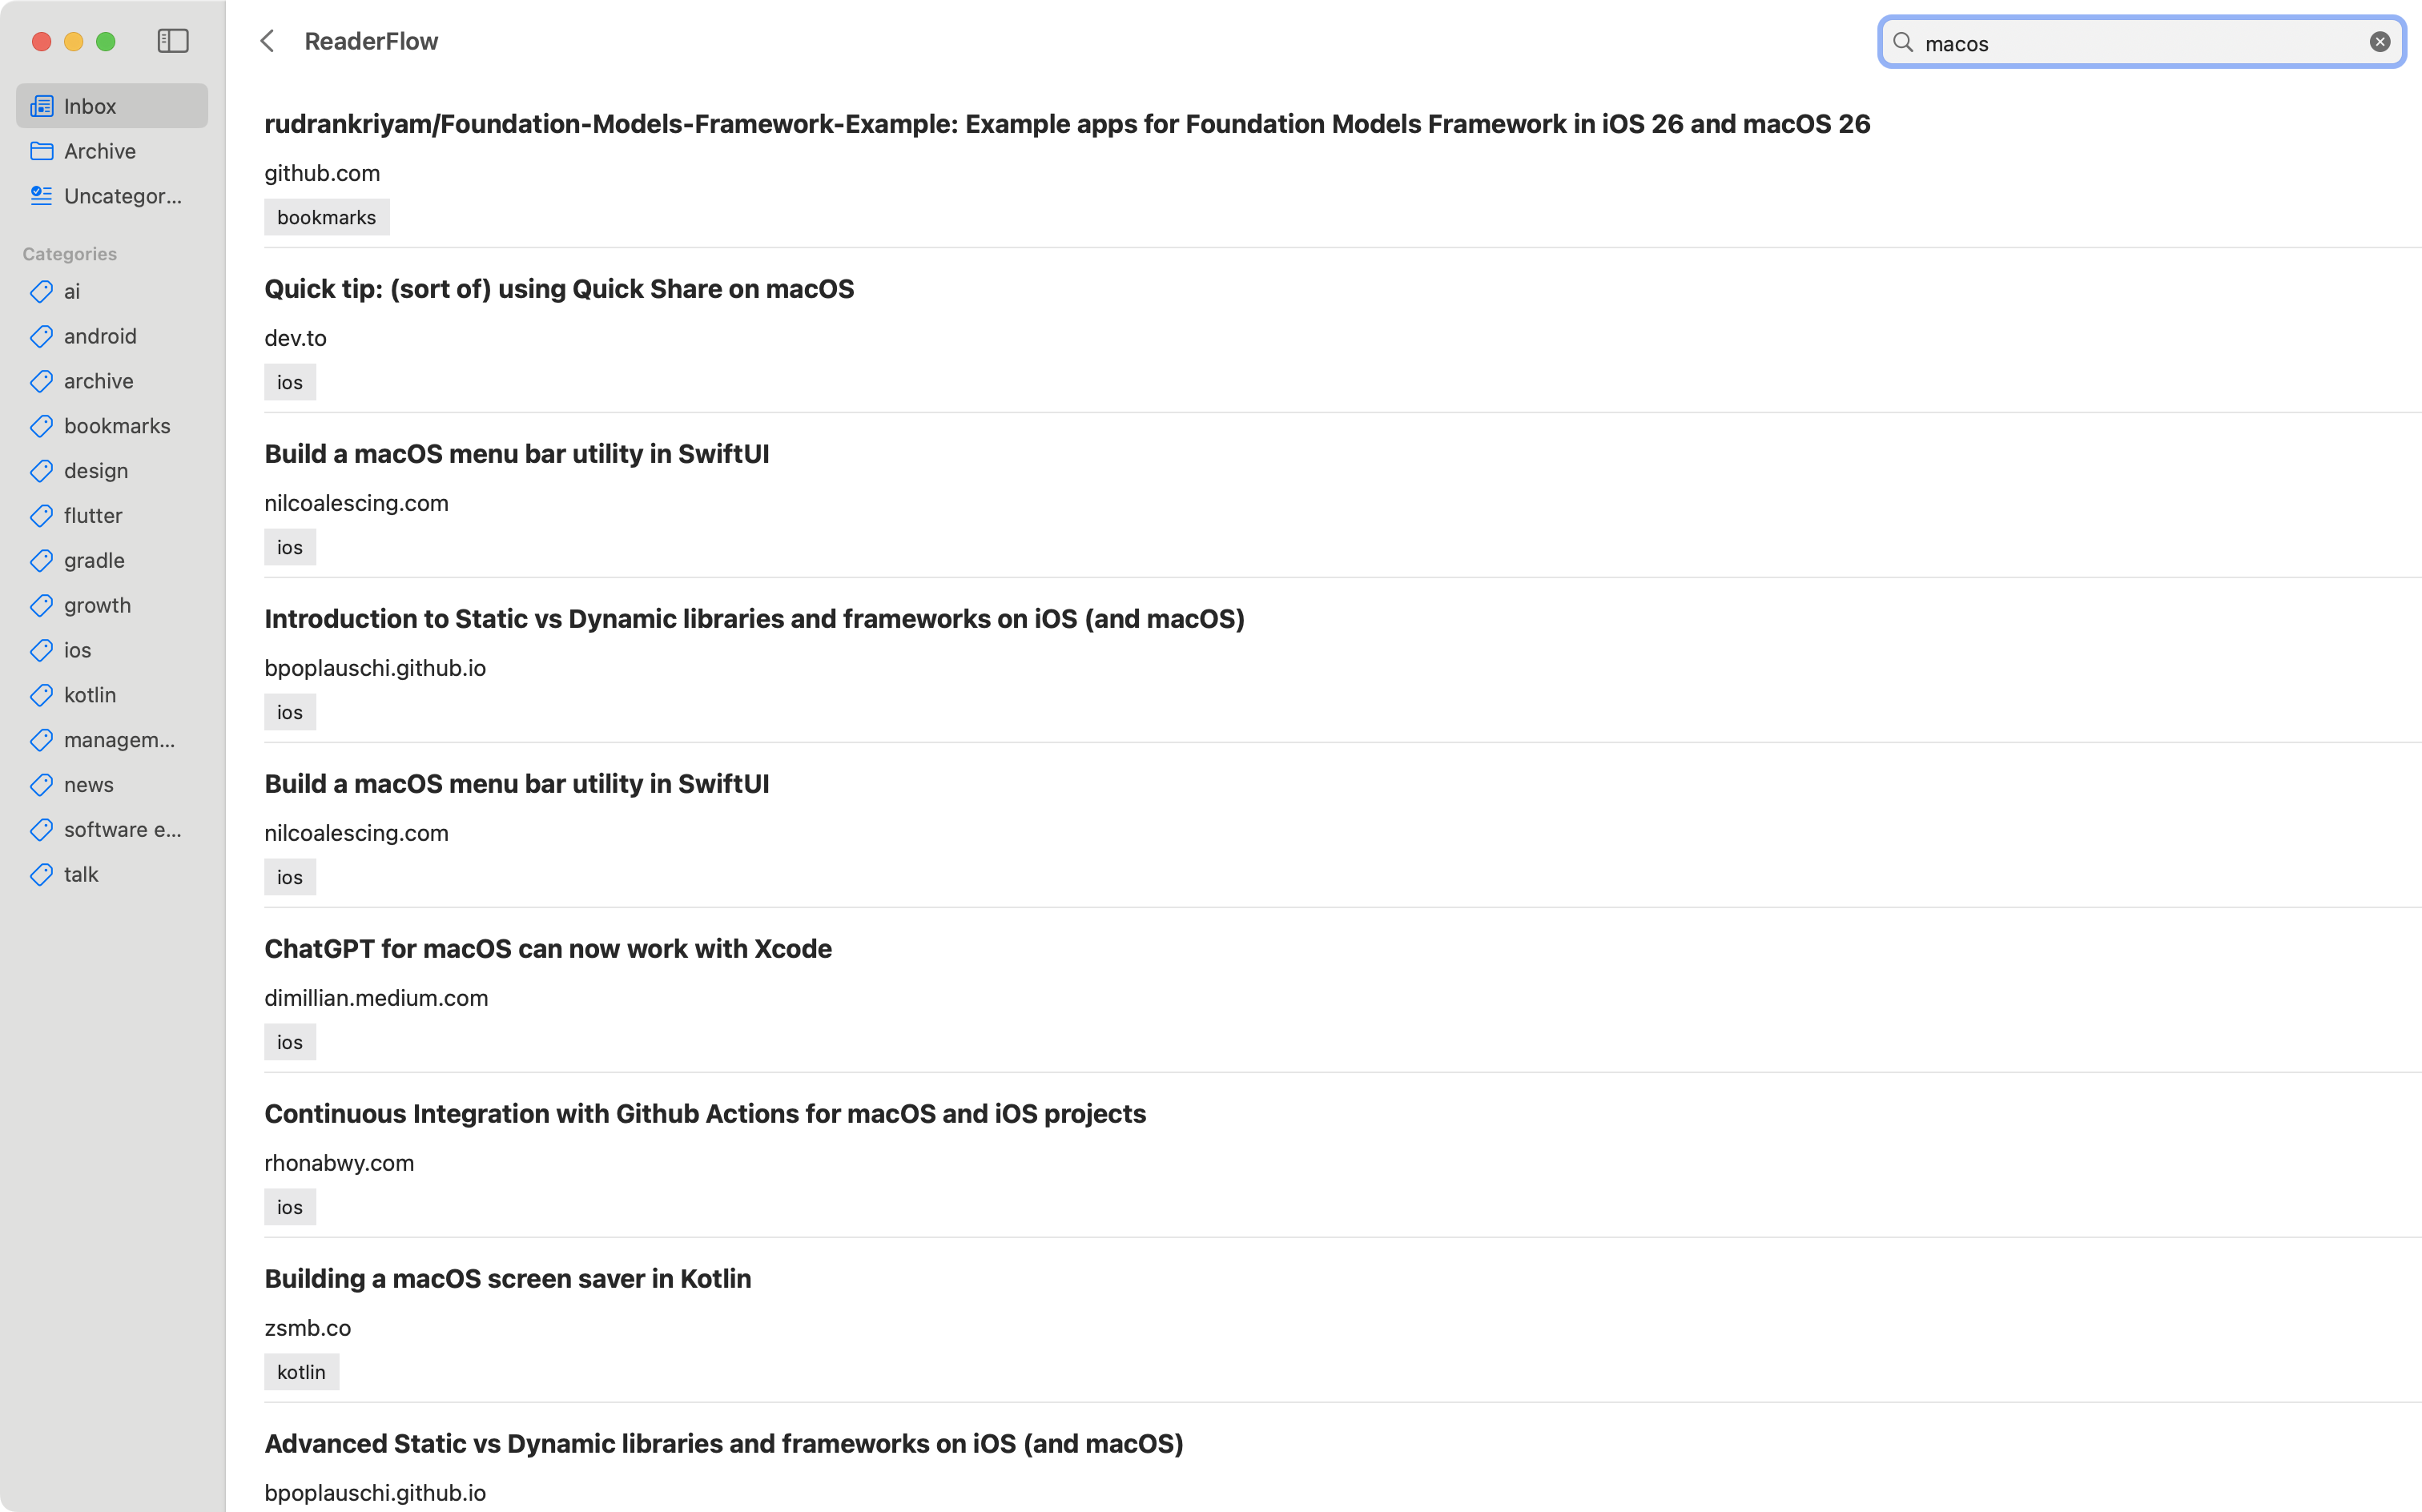 ReaderFlow
macos
Inbox
Archive
Uncategor...
Categories
ai
android
archive
bookmarks
design
flutter
gradle
growth
ios
kotlin
managem...
news
software e...
talk
rudrankriyam/Foundation-Models-Framework-Example: Example apps for Foundation Models Framework in iOS 26 and macOS 26
github.com
bookmarks
Quick tip: (sort of) using Quick Share on macOS
dev.to
ios
Build a macOS menu bar utility in SwiftUI
nilcoalescing.com
ios
Introduction to Static vs Dynamic libraries and frameworks on iOS (and macOS)
bpoplauschi.github.io
ios
Build a macOS menu bar utility in SwiftUI
nilcoalescing.com
ios
ChatGPT for macOS can now work with Xcode
dimillian.medium.com
ios
Continuous Integration with Github Actions for macOS and iOS projects
rhonabwy.com
ios
Building a macOS screen saver in Kotlin
zsmb.co
kotlin
Advanced Static vs Dynamic libraries and frameworks on iOS (and macOS)
bpoplauschi.github.io